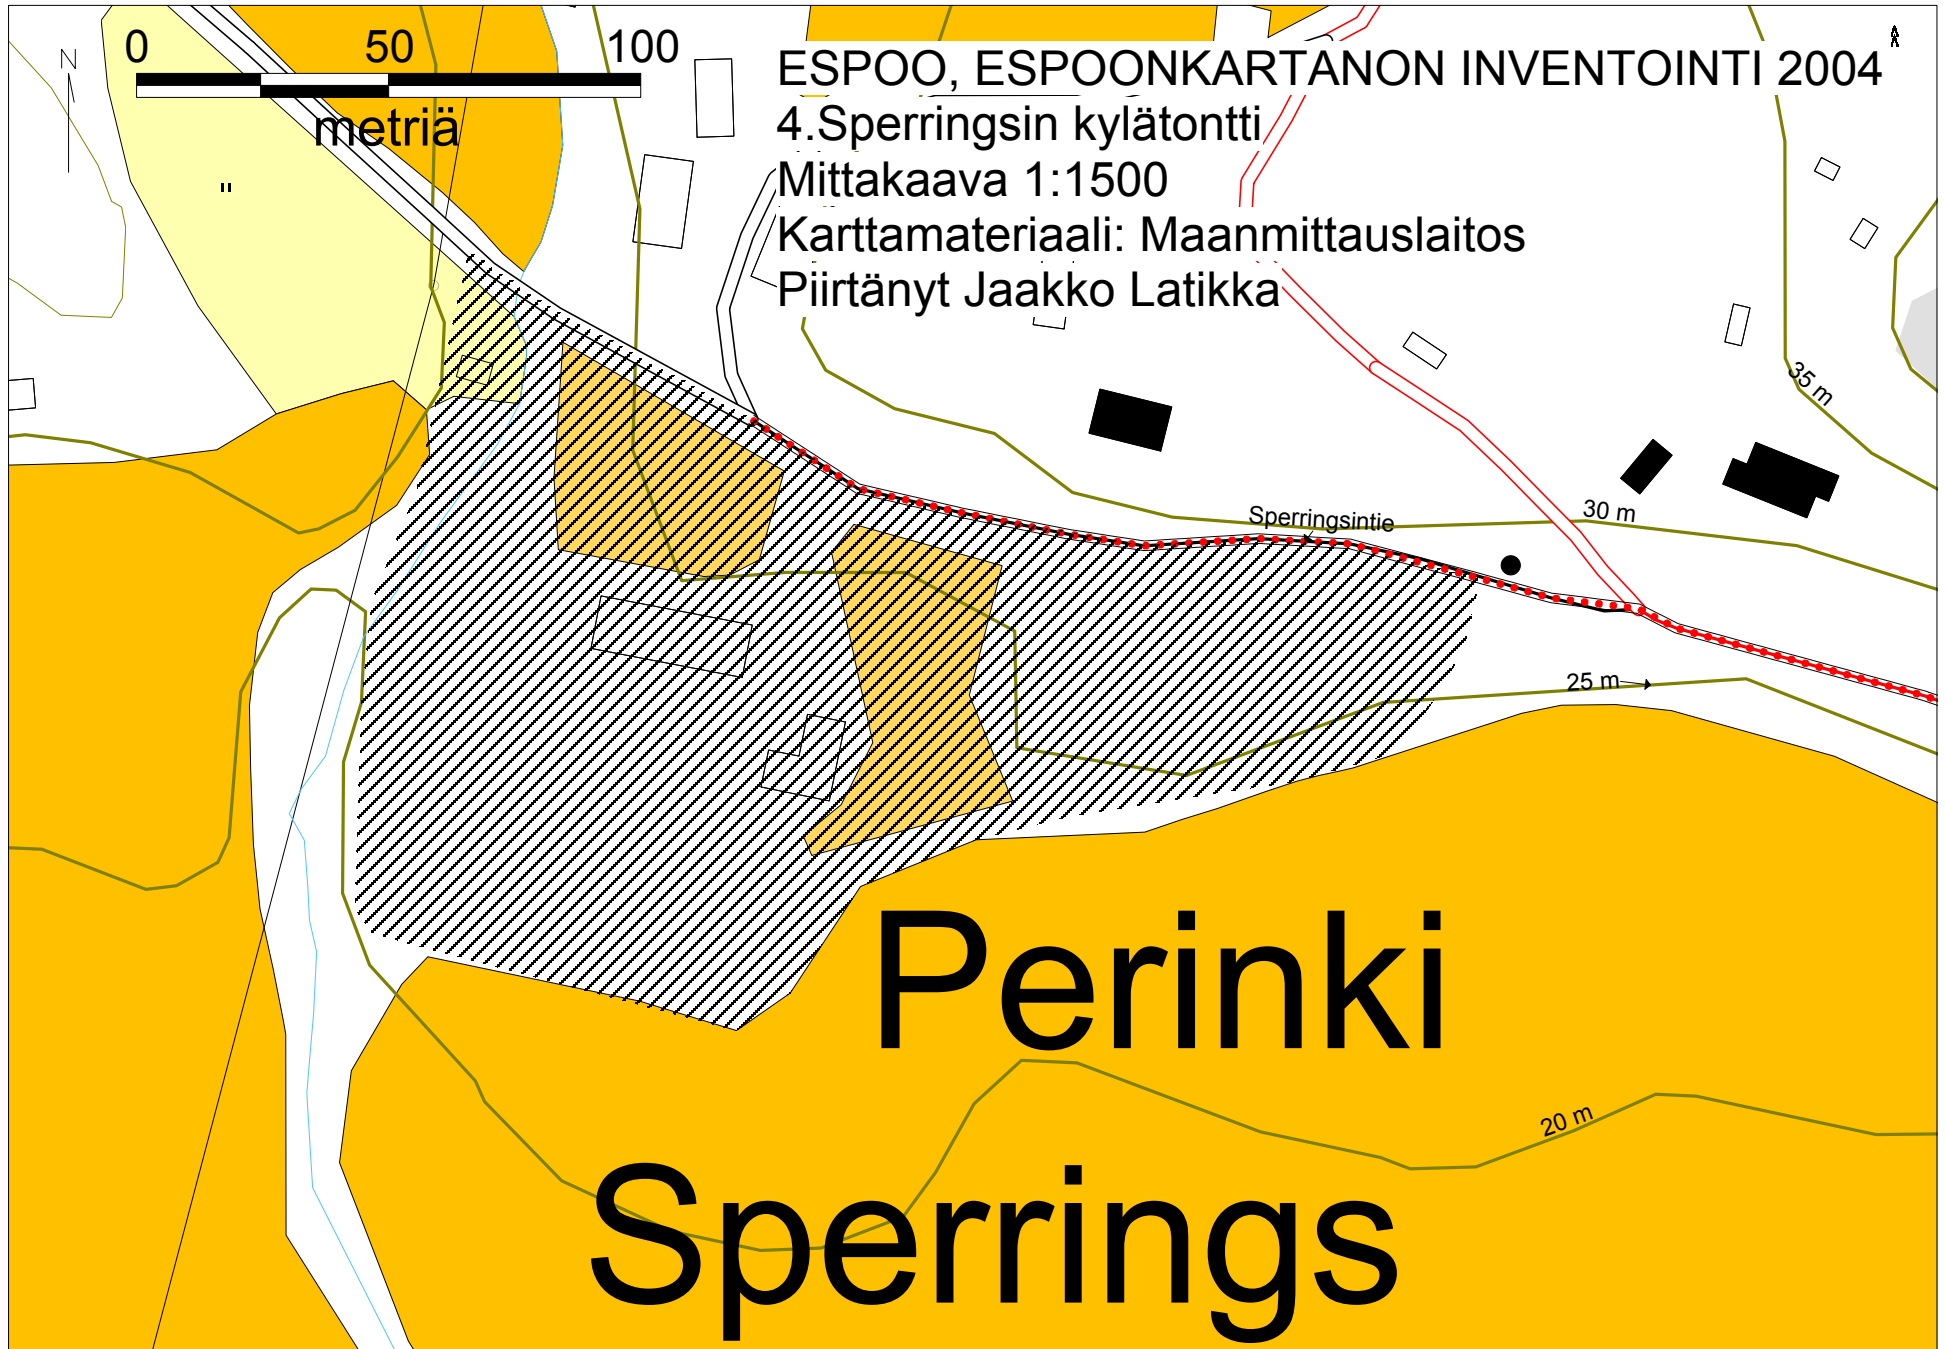 0 50 100
metriä
N
ESPOO, ESPOONKARTANON INVENTOINTI 2004
4.Sperringsin kylätontti
Mittakaava 1:1500
Karttamateriaali: Maanmittauslaitos
Piirtänyt Jaakko Latikka
35 m
30 m
Sperringsintie
25 m
Perinki
20 m
Sperrings